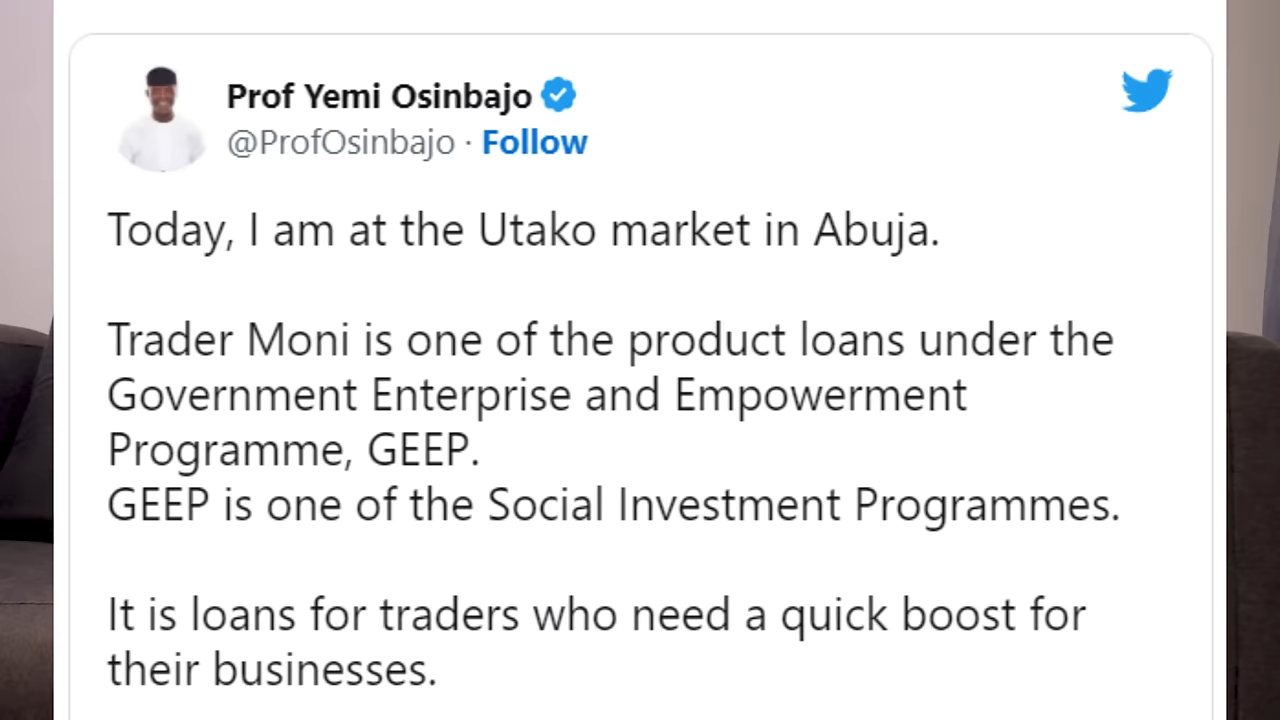 Prof Yemi Osinbajo
@ProfOsinbajo · Follow
Today, I am at the Utako market in Abuja.
Trader Moni is one of the product loans under the
Government Enterprise and Empowerment
Programme, GEEP.
GEEP is one of the Social Investment Programmes.
It is loans for traders who need a quick boost for
their businesses.